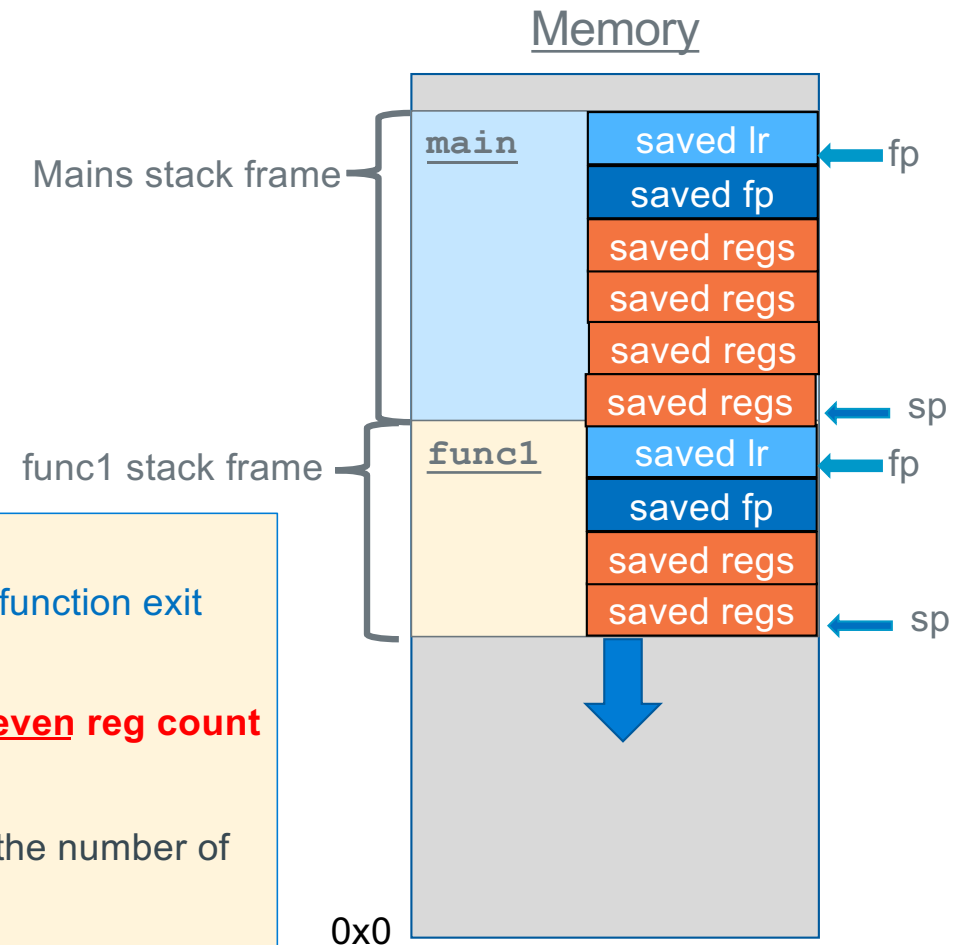 Memory
Mains stack frame
main
saved lr
fp
saved fp
saved regs
saved regs
saved regs
saved regs
sp
func1 stack frame
func1
saved lr
fp
saved fp
saved regs
saved regs
sp
function exit
even reg count
the number of
0x0